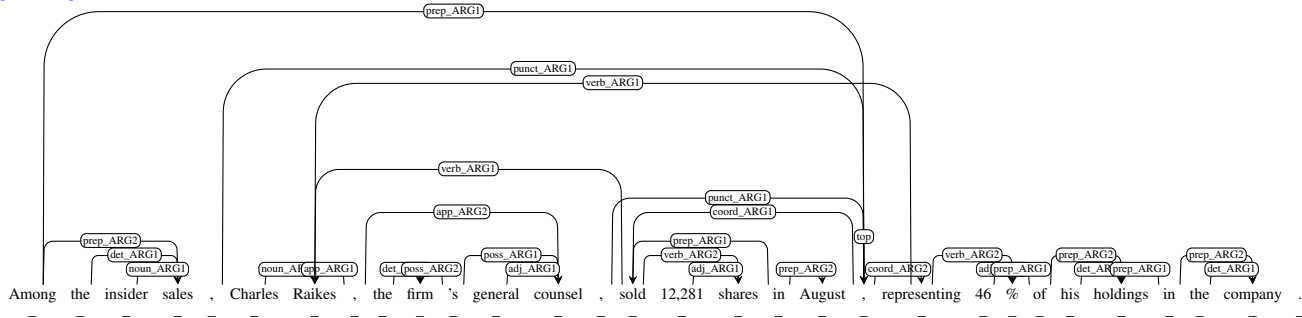 prep_ARG1
punct_ARG1
verb_ARG1
verb_ARG1
punct_ARG1
app_ARG2
coord_ARG1
top
prep_ARG2
prep_ARG1
det_ARG1
poss_ARG1
verb_ARG2
verb_ARG2
prep_ARG2
prep_ARG2
noun_ARG1
app_ARG1
poss_ARG2
adj_ARG1
adj_ARG1
prep_ARG2
coord_ARG2
prep_ARG1
prep_ARG1
det_ARG1
Among the insider sales , Charles Raikes , the firm 's general counsel , sold 12,281 shares in August , representing 46 % of his holdings in the company .